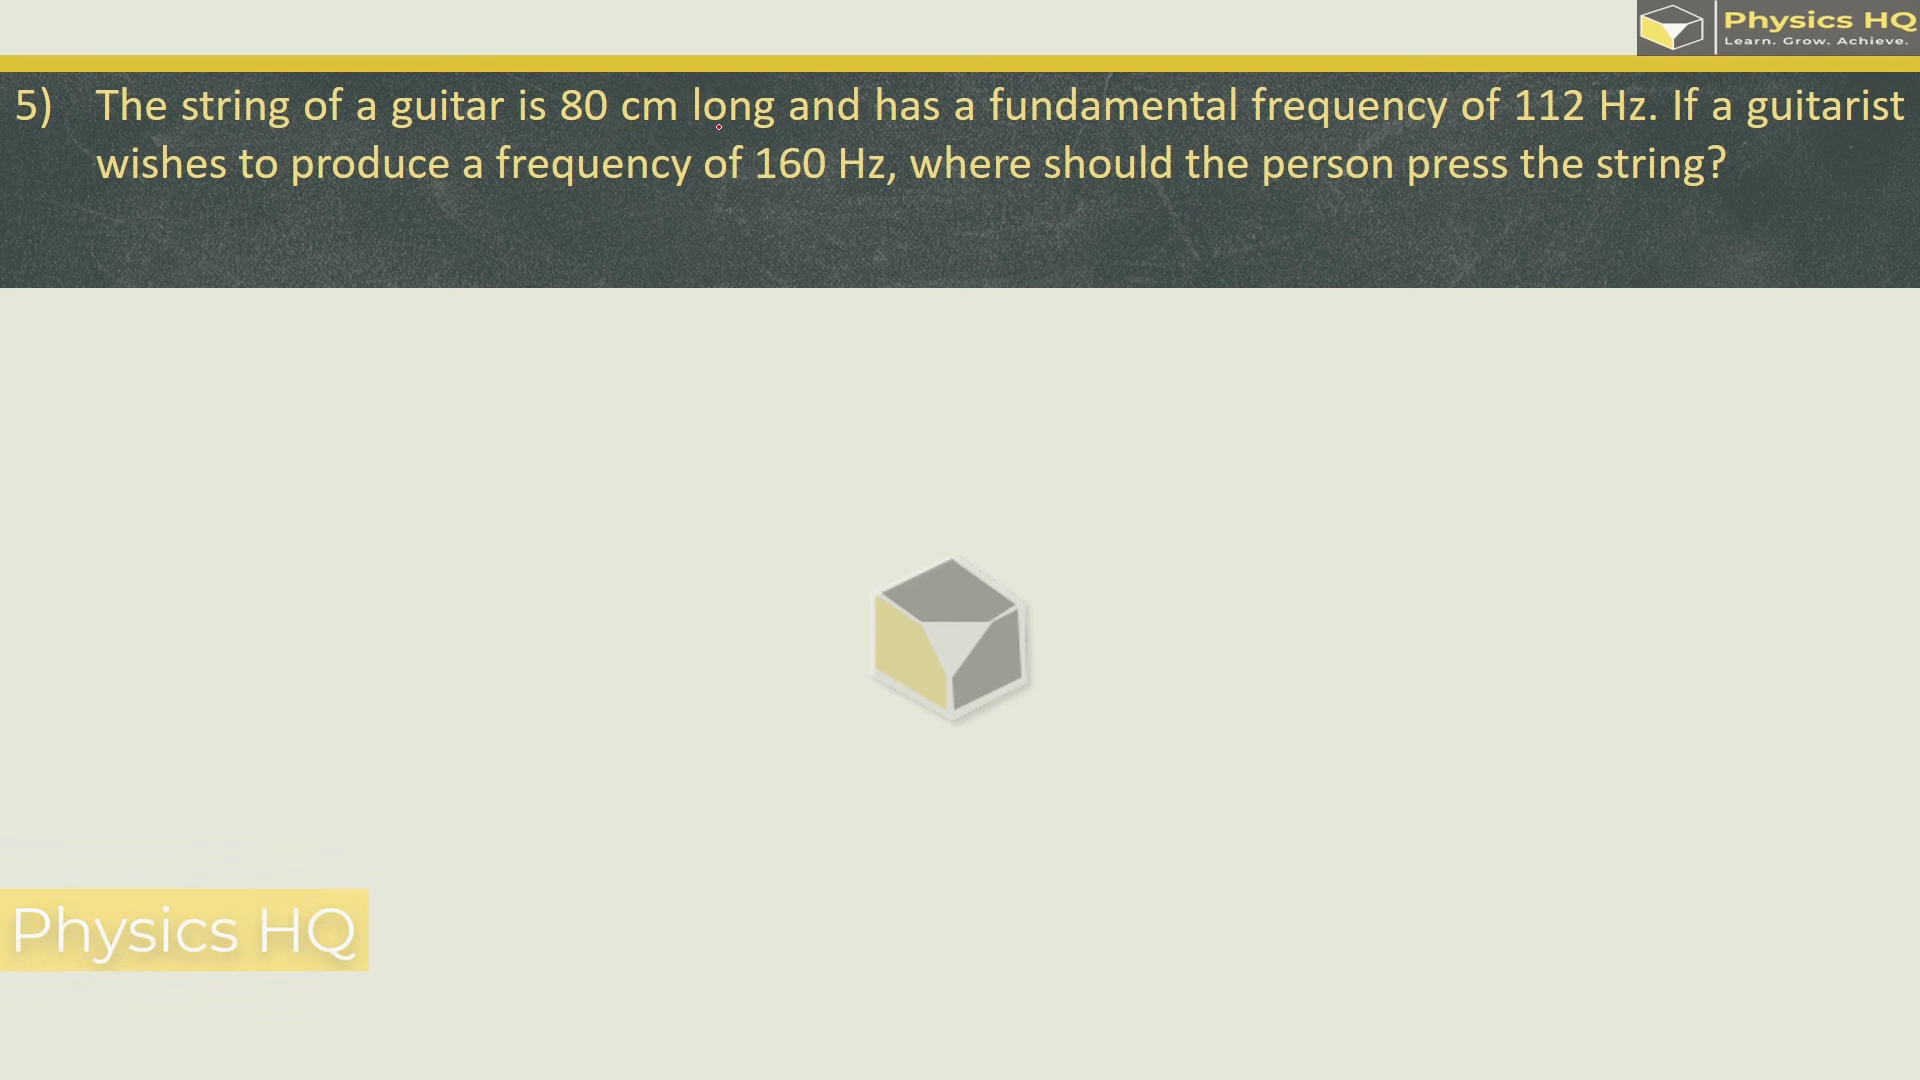 Physics HQ
Learn. Grow. Achieve.
5) The string of a guitar is 80 cm long and has a fundamental frequency of 112 Hz. If a guitarist
wishes to produce a frequency of 160 Hz, where should the person press the string?
Physics HQ